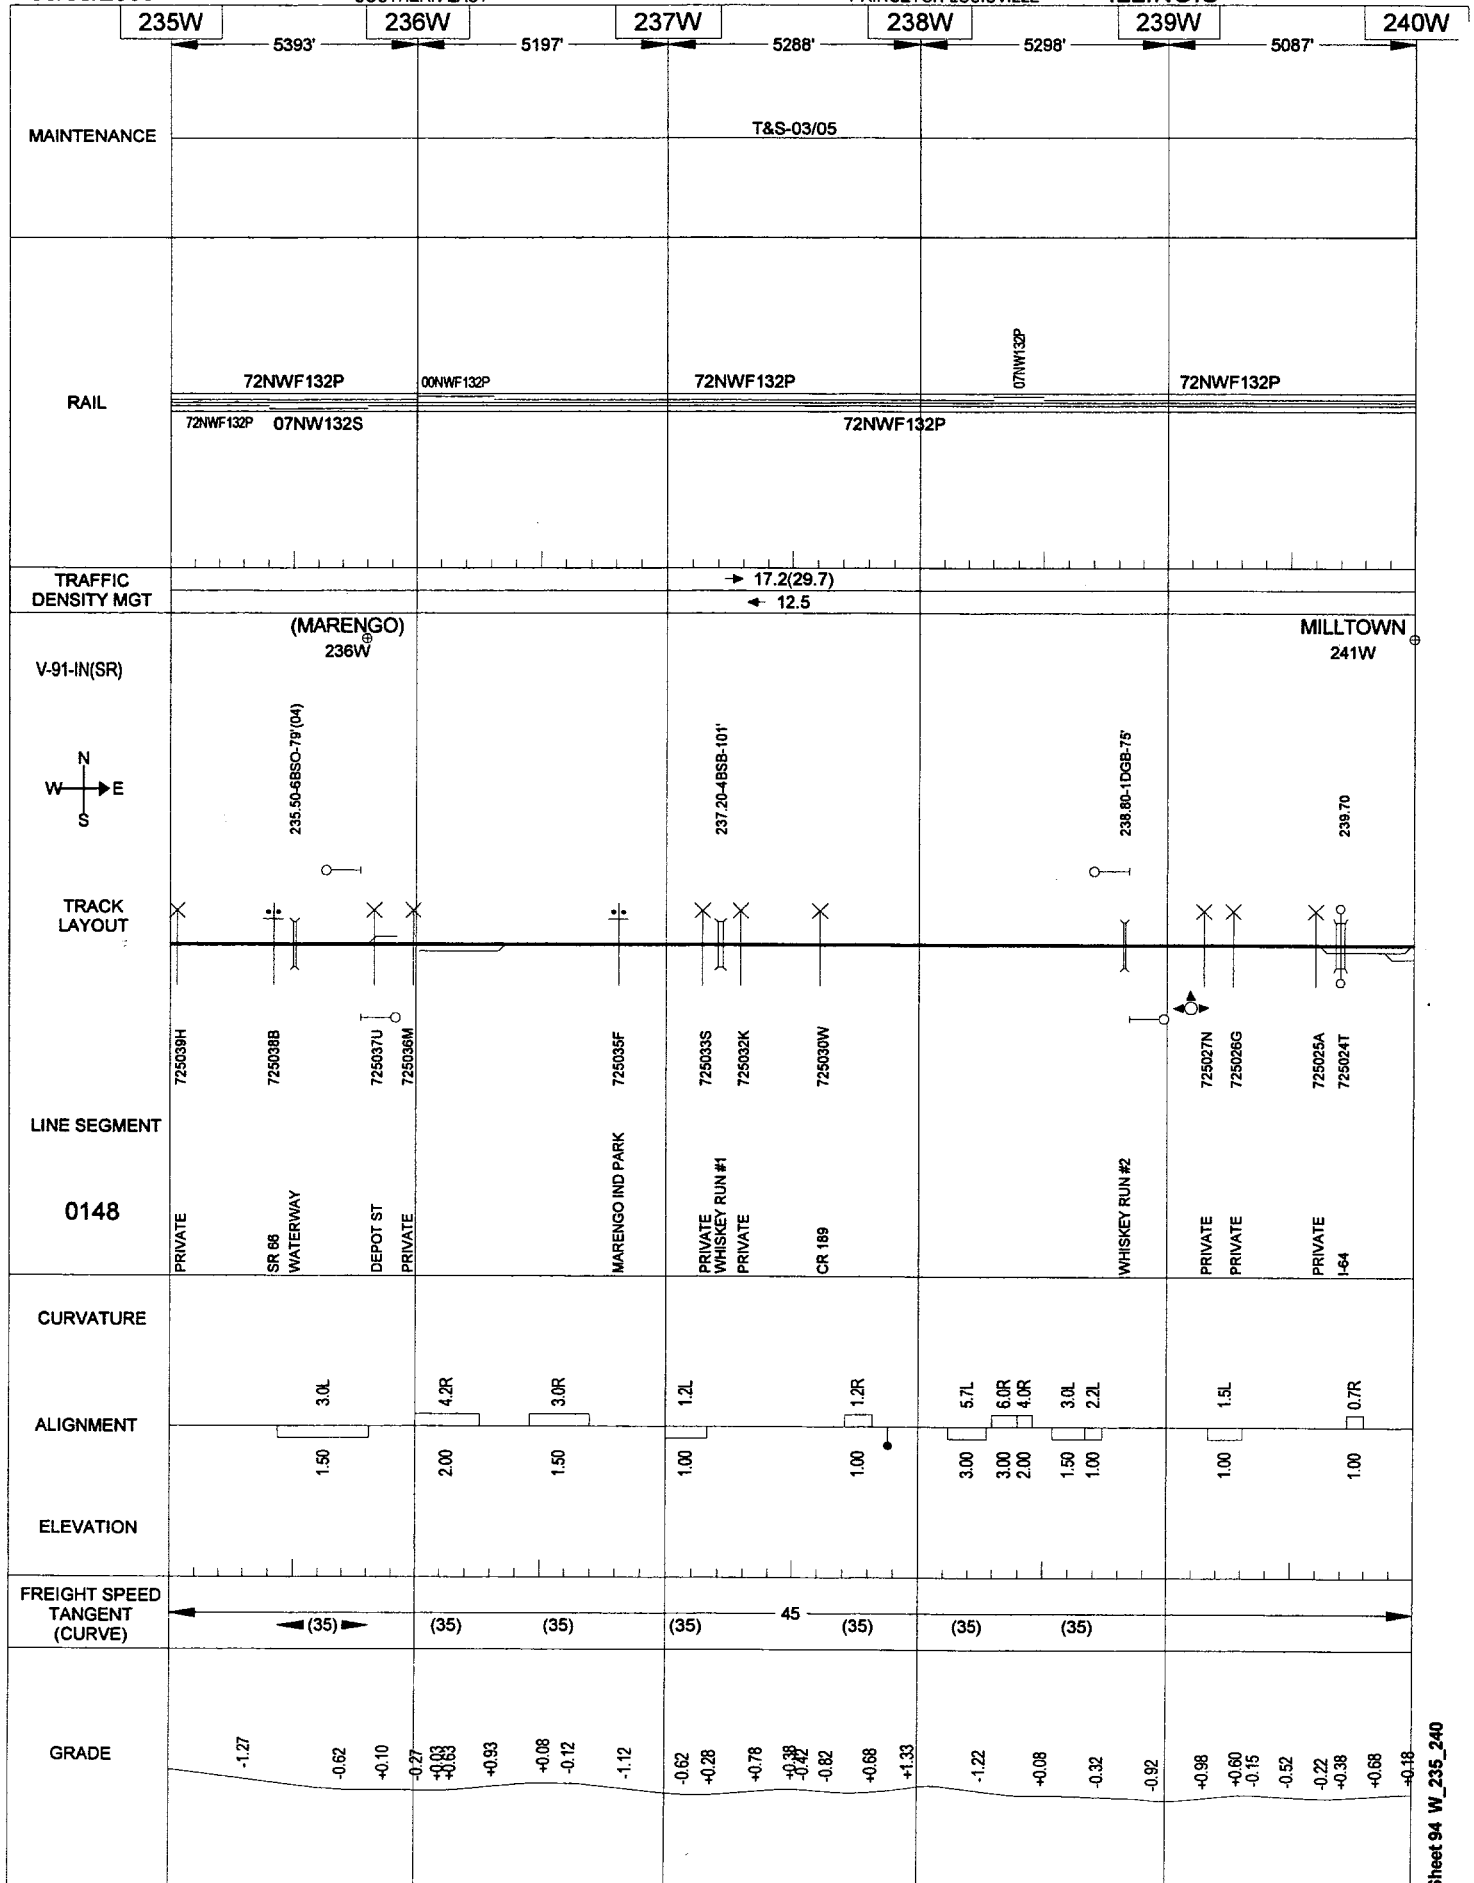 ILLINOIS
235W 236W 237W 238W 239W 240W
5393' 5197' 5288' 5298' 5087'
MAINTENANCE
T&S-03/05
RAIL
07NW132P
72NWF132P 00NWF132P 72NWF132P 72NWF132P
72NWF132P 07NW132S 72NWF132P
TRAFFIC
DENSITY MGT
17.2(29.7)
12.5
(MARENGO)
236W
MILLTOWN
241W
V-91-IN(SR)
N
W E
S
235.50-6BSO-79'(04)
237.20-4BSB-101'
238.80-1DGB-75'
239.70
TRACK
LAYOUT
725039H
725038B
725037U
725036M
725035F
725033S
725032K
725030W
725027N
725026G
725025A
725024T
LINE SEGMENT
0148
PRIVATE
SR 66
WATERWAY
DEPOT ST
PRIVATE
MARENGO IND PARK
PRIVATE
WHISKEY RUN #1
PRIVATE
CR 189
WHISKEY RUN #2
PRIVATE
PRIVATE
PRIVATE
I-64
CURVATURE
3.0L 4.2R 3.0R 1.2L 1.2R 5.7L 6.0R 4.0R 3.0L 2.2L 1.5L 0.7R
ALIGNMENT
1.50 2.00 1.50 1.00 1.00 3.00 3.00 2.00 1.50 1.00 1.00 1.00
ELEVATION
FREIGHT SPEED
TANGENT
(CURVE)
45
(35) (35) (35) (35) (35) (35) (35)
GRADE
-1.27 -0.62 +0.10 -0.27 +0.03 +0.63 +0.93 +0.08 -0.12 -1.12 -0.62 +0.28 +0.78 +0.38 -0.42 -0.82 +0.68 +1.33 -1.22 +0.08 -0.32 -0.92 +0.98 +0.60 -0.15 -0.52 -0.22 +0.38 +0.68 +0.18
Sheet 94 W_235_240